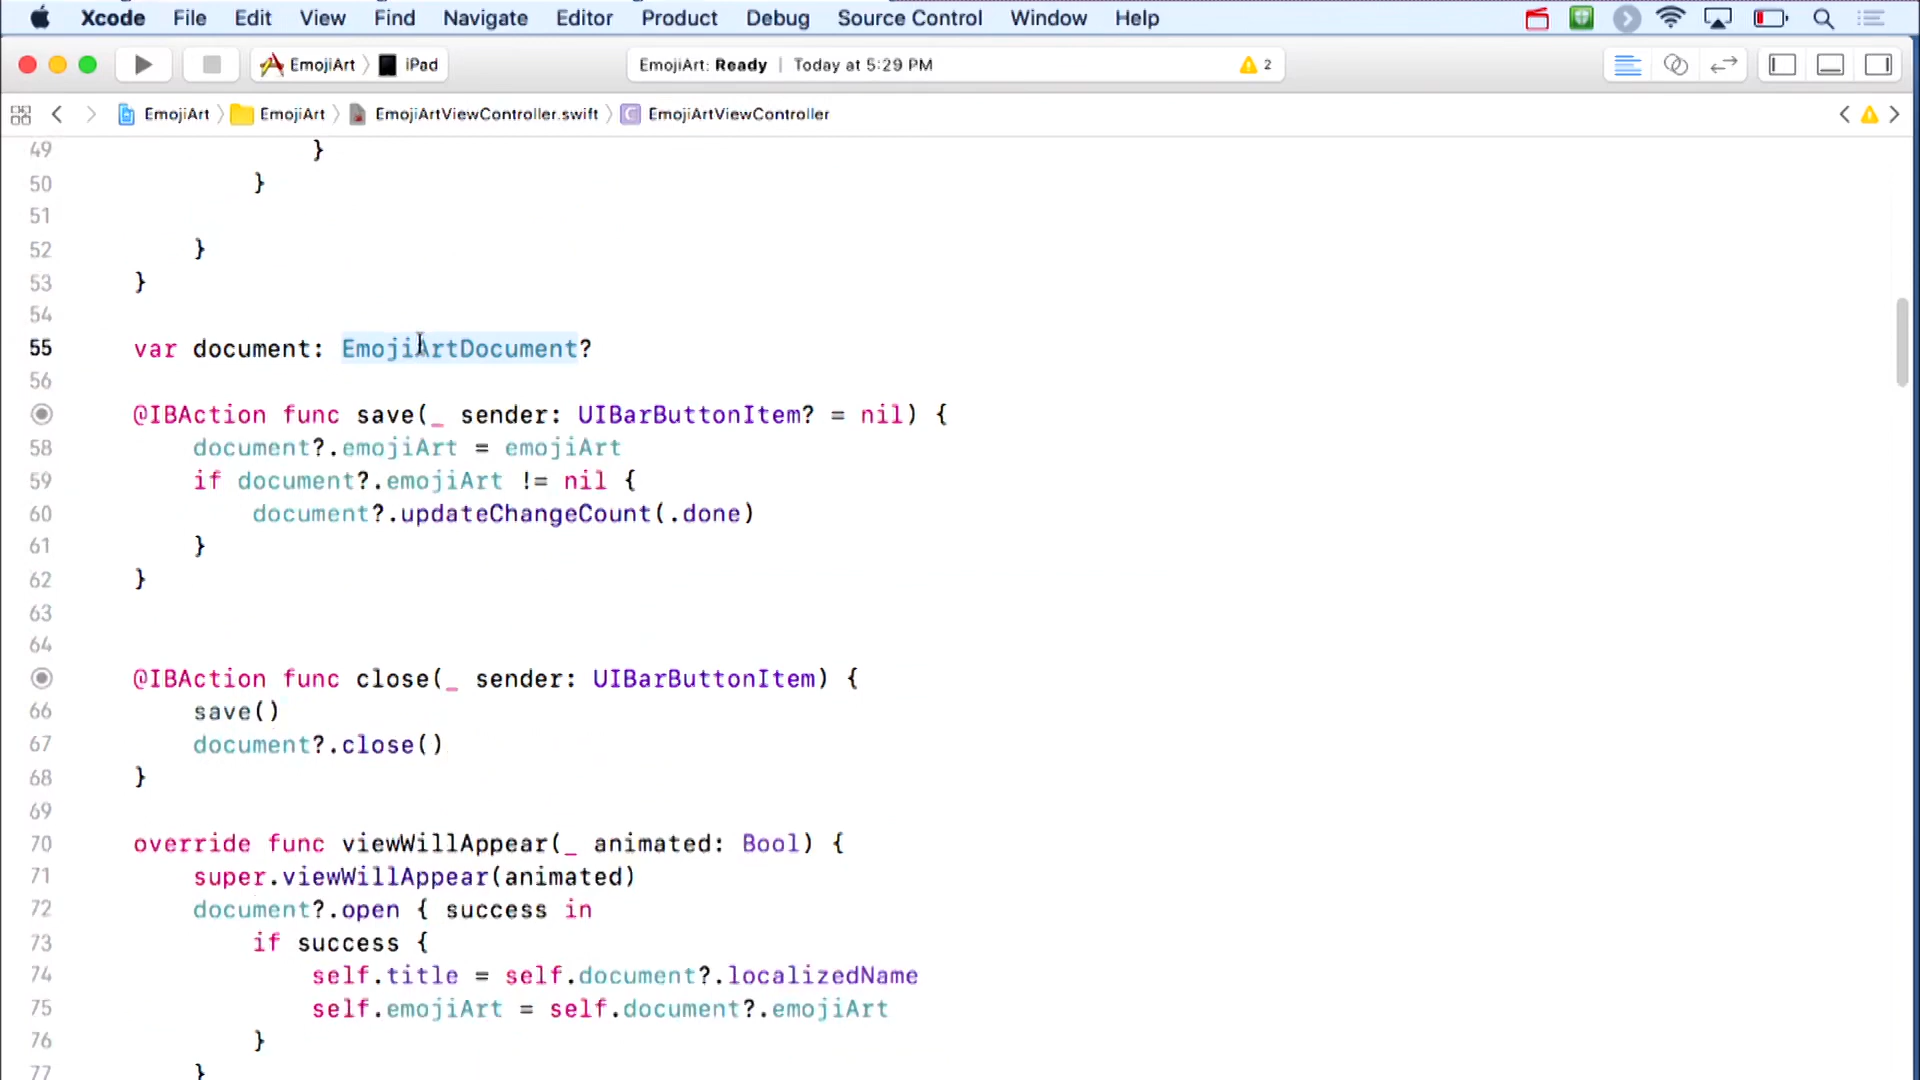 Xcode File Edit View Find Navigate Editor Product Debug Source Control Window Help
EmojiArt iPad EmojiArt: Ready | Today at 5:29 PM 2
EmojiArt EmojiArt EmojiArtViewController.swift EmojiArtViewController
49 }
50 }
51
52 }
53 }
54
55 var document: EmojiArtDocument?
56
@IBAction func save(_ sender: UIBarButtonItem? = nil) {
58 document?.emojiArt = emojiArt
59 if document?.emojiArt != nil {
60 document?.updateChangeCount(.done)
61 }
62 }
63
64
@IBAction func close(_ sender: UIBarButtonItem) {
66 save()
67 document?.close()
68 }
69
70 override func viewWillAppear(_ animated: Bool) {
71 super.viewWillAppear(animated)
72 document?.open { success in
73 if success {
74 self.title = self.document?.localizedName
75 self.emojiArt = self.document?.emojiArt
76 }
77 }